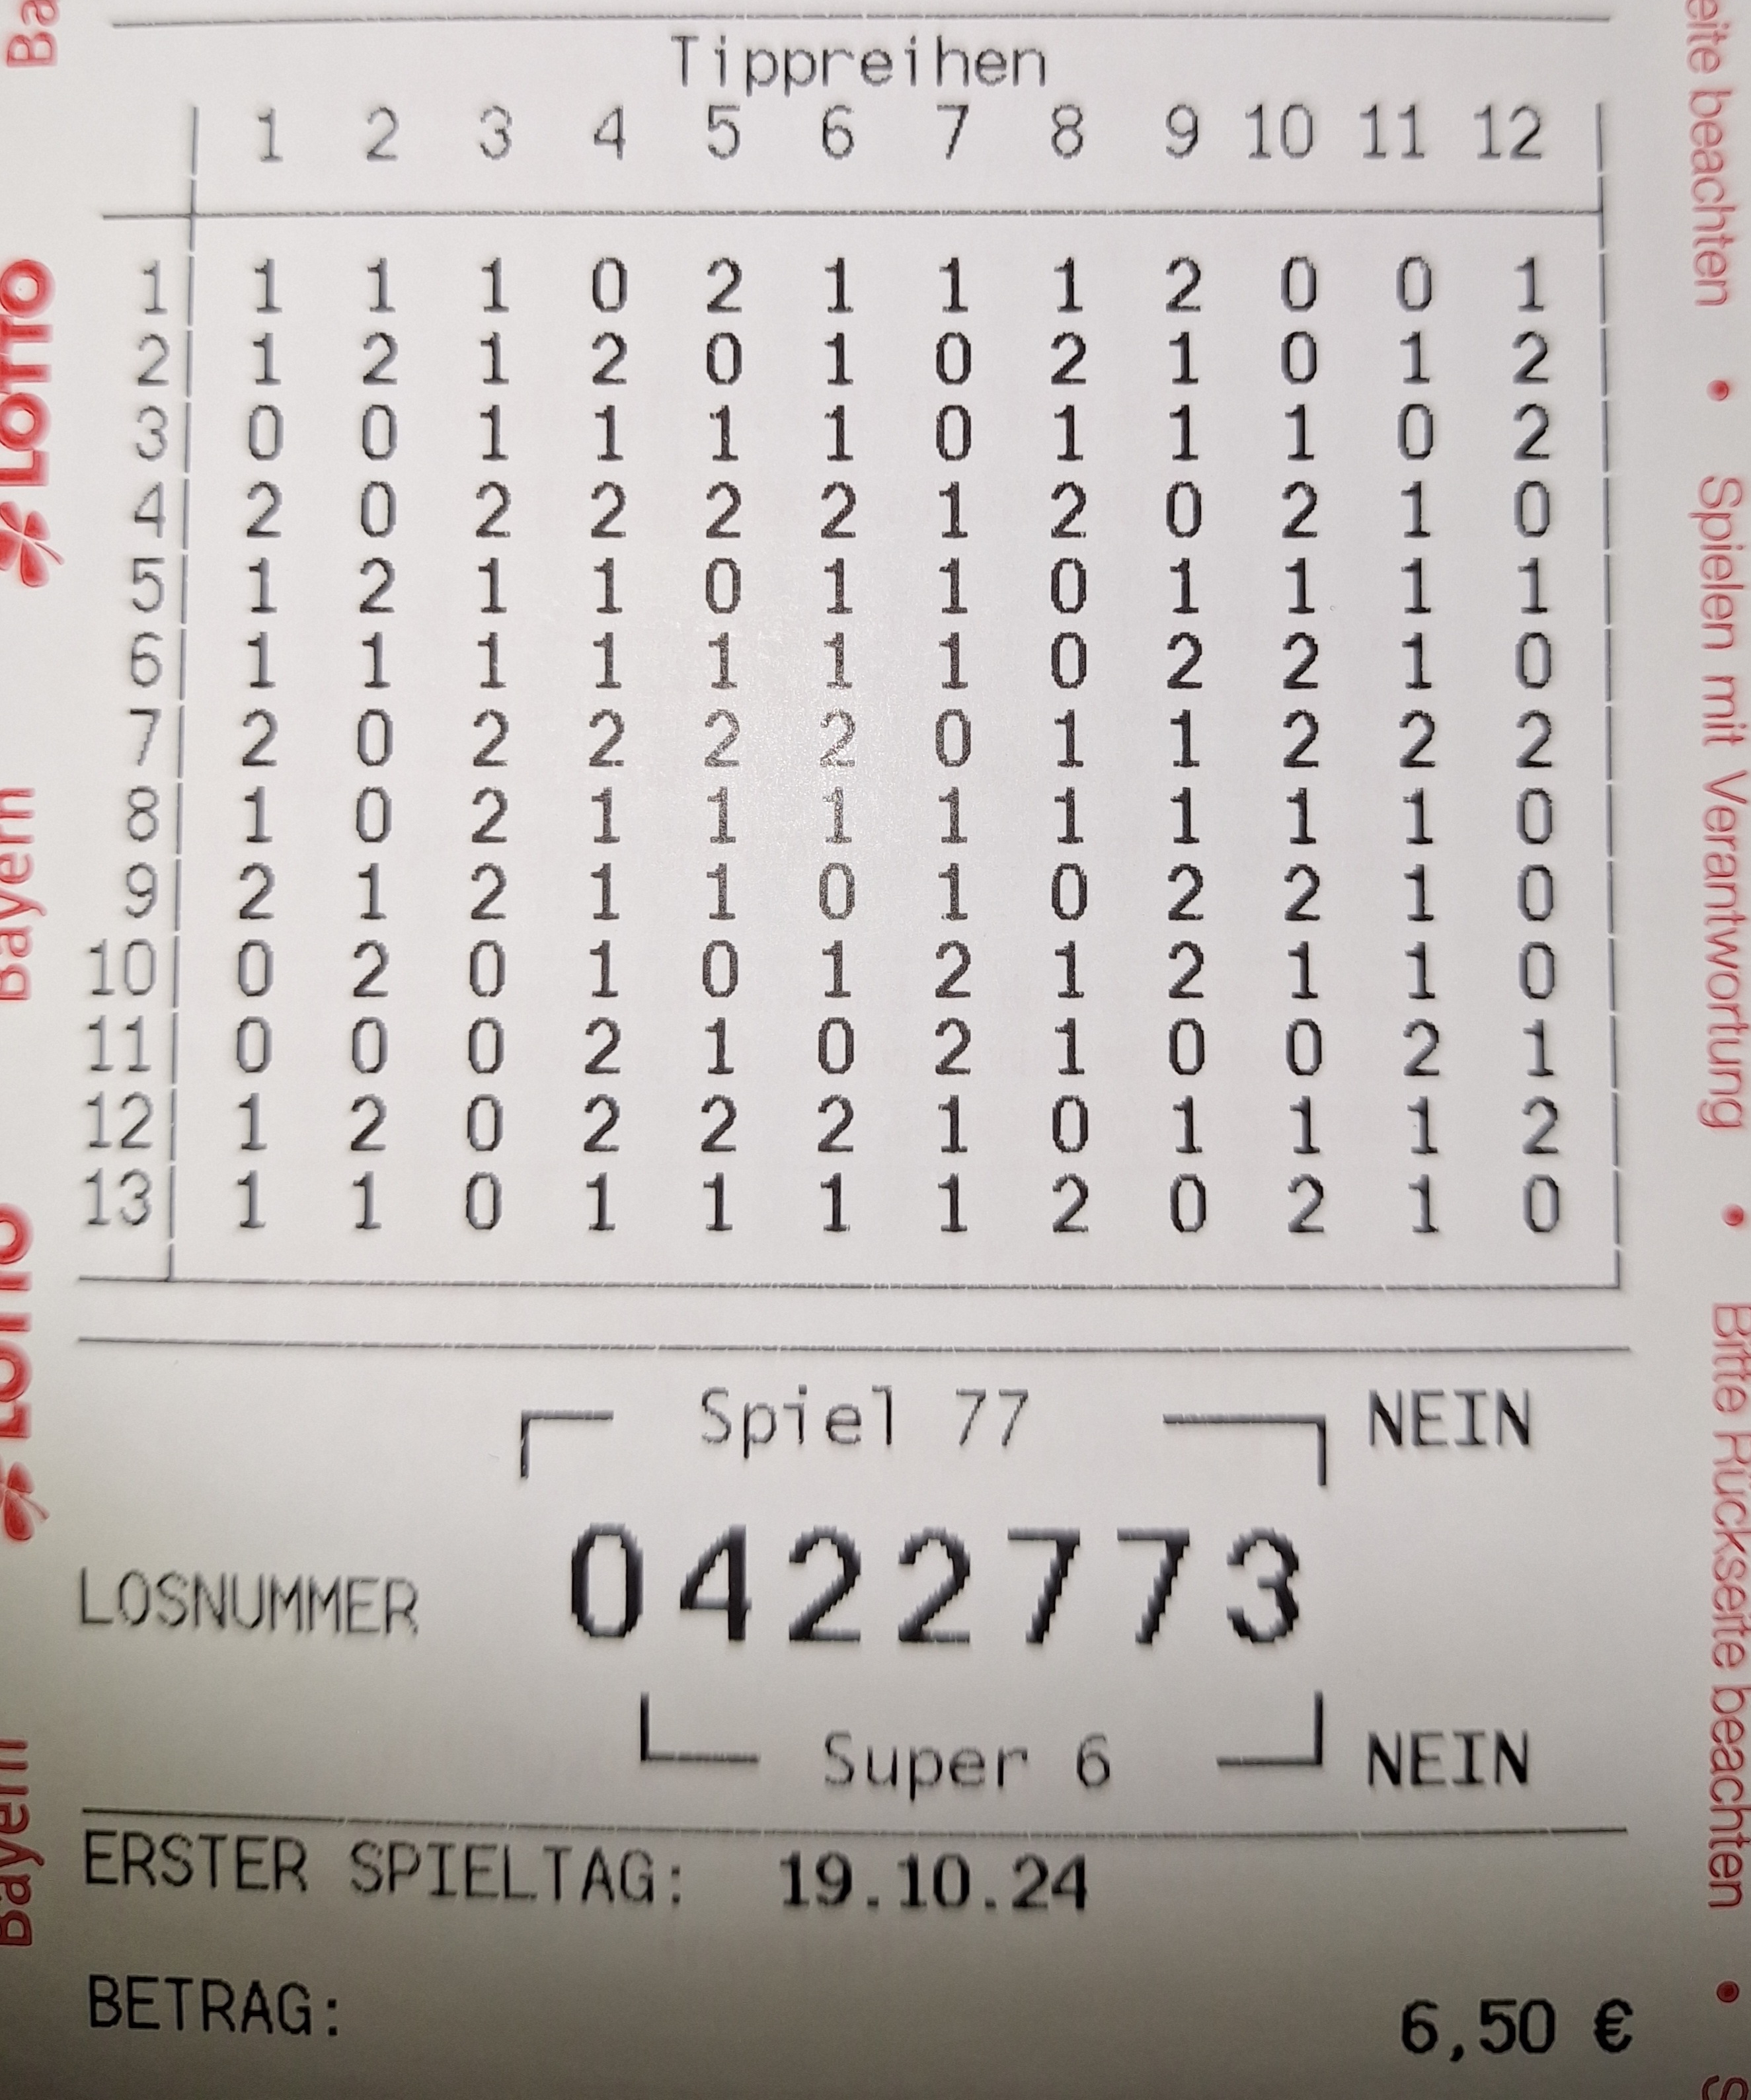 Tippreihen
1 2 3 4 5 6 7 8 9 10 11 12
1 1 1 1 0 2 1 1 1 2 0 0 1
2 1 2 1 2 0 1 0 2 1 0 1 2
3 0 0 1 1 1 1 0 1 1 1 0 2
4 2 0 2 2 2 2 1 2 0 2 1 0
5 1 2 1 1 0 1 1 0 1 1 1 1
6 1 1 1 1 1 1 1 0 2 2 1 0
7 2 0 2 2 2 2 0 1 1 2 2 2
8 1 0 2 1 1 1 1 1 1 1 1 0
9 2 1 2 1 1 0 1 0 2 2 1 0
10 0 2 0 1 0 1 2 1 2 1 1 0
11 0 0 0 2 1 0 2 1 0 0 2 1
12 1 2 0 2 2 2 1 0 1 1 1 2
13 1 1 0 1 1 1 1 2 0 2 1 0
Spiel 77 NEIN
LOSNUMMER 0422773
Super 6 NEIN
ERSTER SPIELTAG: 19.10.24
BETRAG: 6,50 €
LOTTO Bayern
LOTTO Bayern
beachten • Spielen mit Verantwortung • Bitte Rückseite beachten •